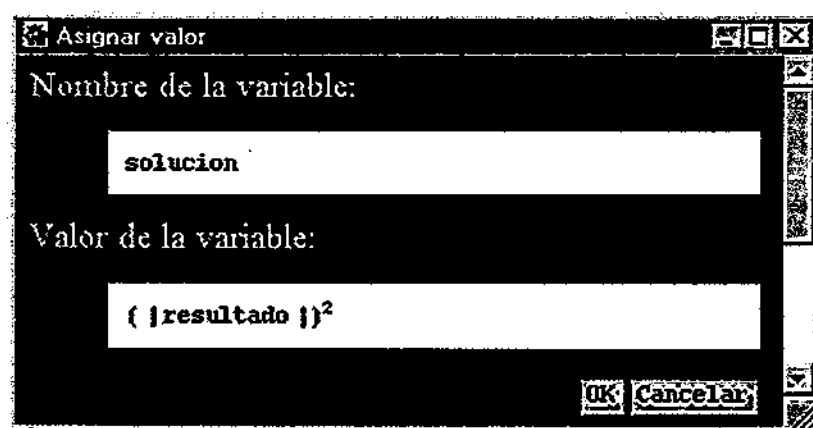 Asignar valor
Nombre de la variable:
solucion
Valor de la variable:
( |resultado |)²
OK Cancelar